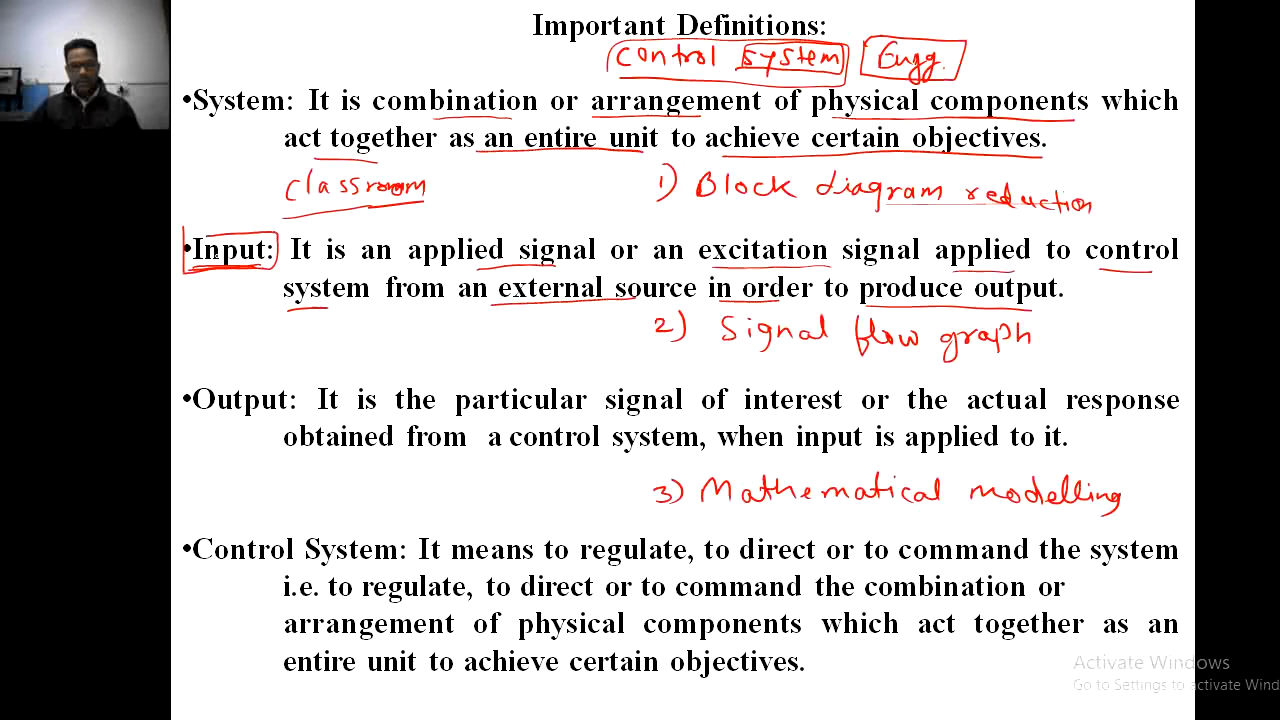 Important Definitions:
Control System Engg.
•System: It is combination or arrangement of physical components which
act together as an entire unit to achieve certain objectives.
classroom
1) Block diagram reduction
•Input: It is an applied signal or an excitation signal applied to control
system from an external source in order to produce output.
2) Signal flow graph
•Output: It is the particular signal of interest or the actual response
obtained from a control system, when input is applied to it.
3) Mathematical modelling
•Control System: It means to regulate, to direct or to command the system
i.e. to regulate, to direct or to command the combination or
arrangement of physical components which act together as an
entire unit to achieve certain objectives.
Activate Windows
Go to Settings to activate Wind